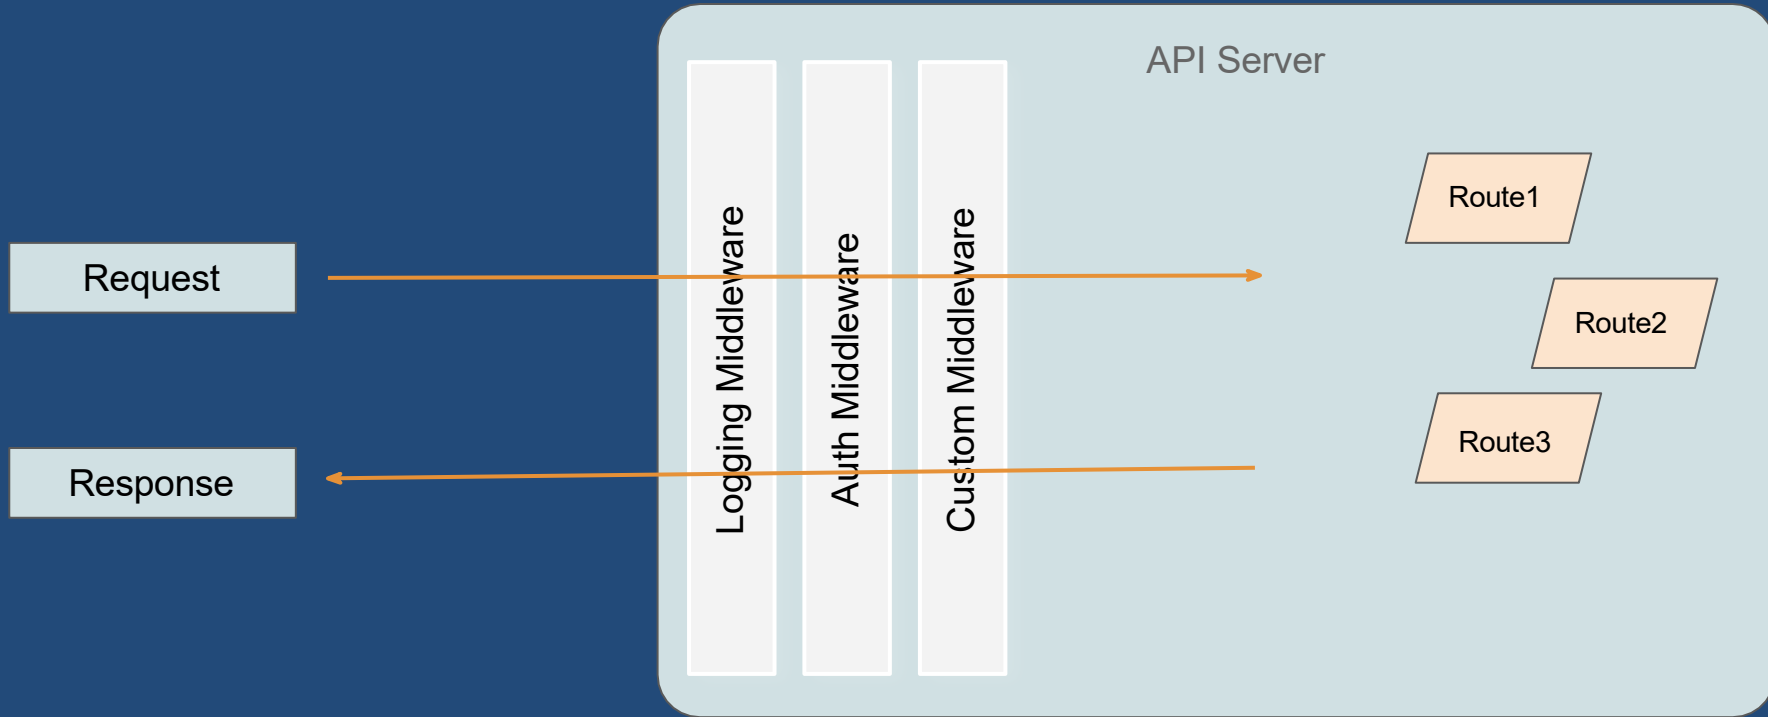 API Server
Request
Response
Logging Middleware
Auth Middleware
Custom Middleware
Route1
Route2
Route3